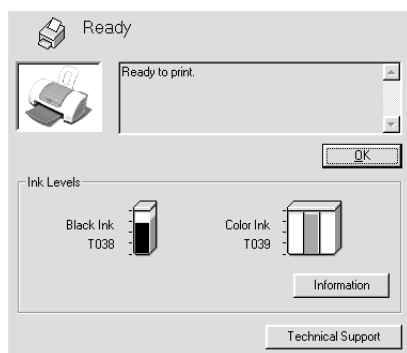 Ready
Ready to print.
OK
Ink Levels
Black Ink
T038
Color Ink
T039
Information
Technical Support